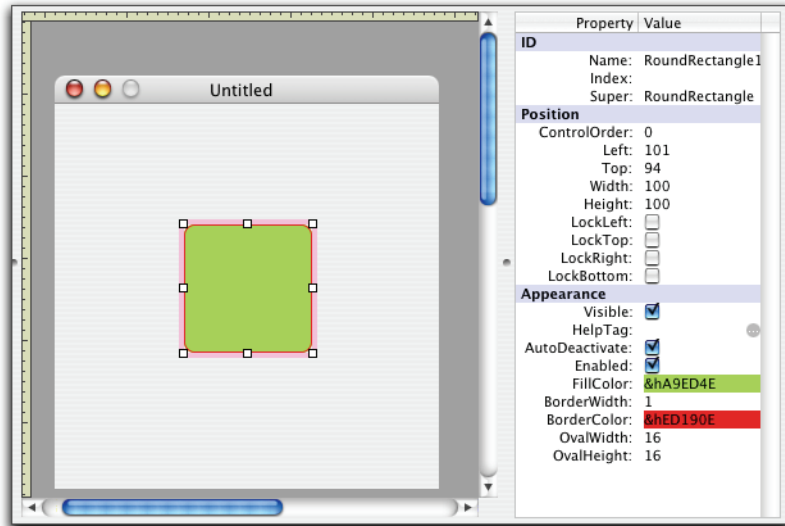 Untitled
Property Value
ID
Name: RoundRectangle1
Index:
Super: RoundRectangle
Position
ControlOrder: 0
Left: 101
Top: 94
Width: 100
Height: 100
LockLeft:
LockTop:
LockRight:
LockBottom:
Appearance
Visible:
HelpTag:
AutoDeactivate:
Enabled:
FillColor: &hA9ED4E
BorderWidth: 1
BorderColor: &hED190E
OvalWidth: 16
OvalHeight: 16